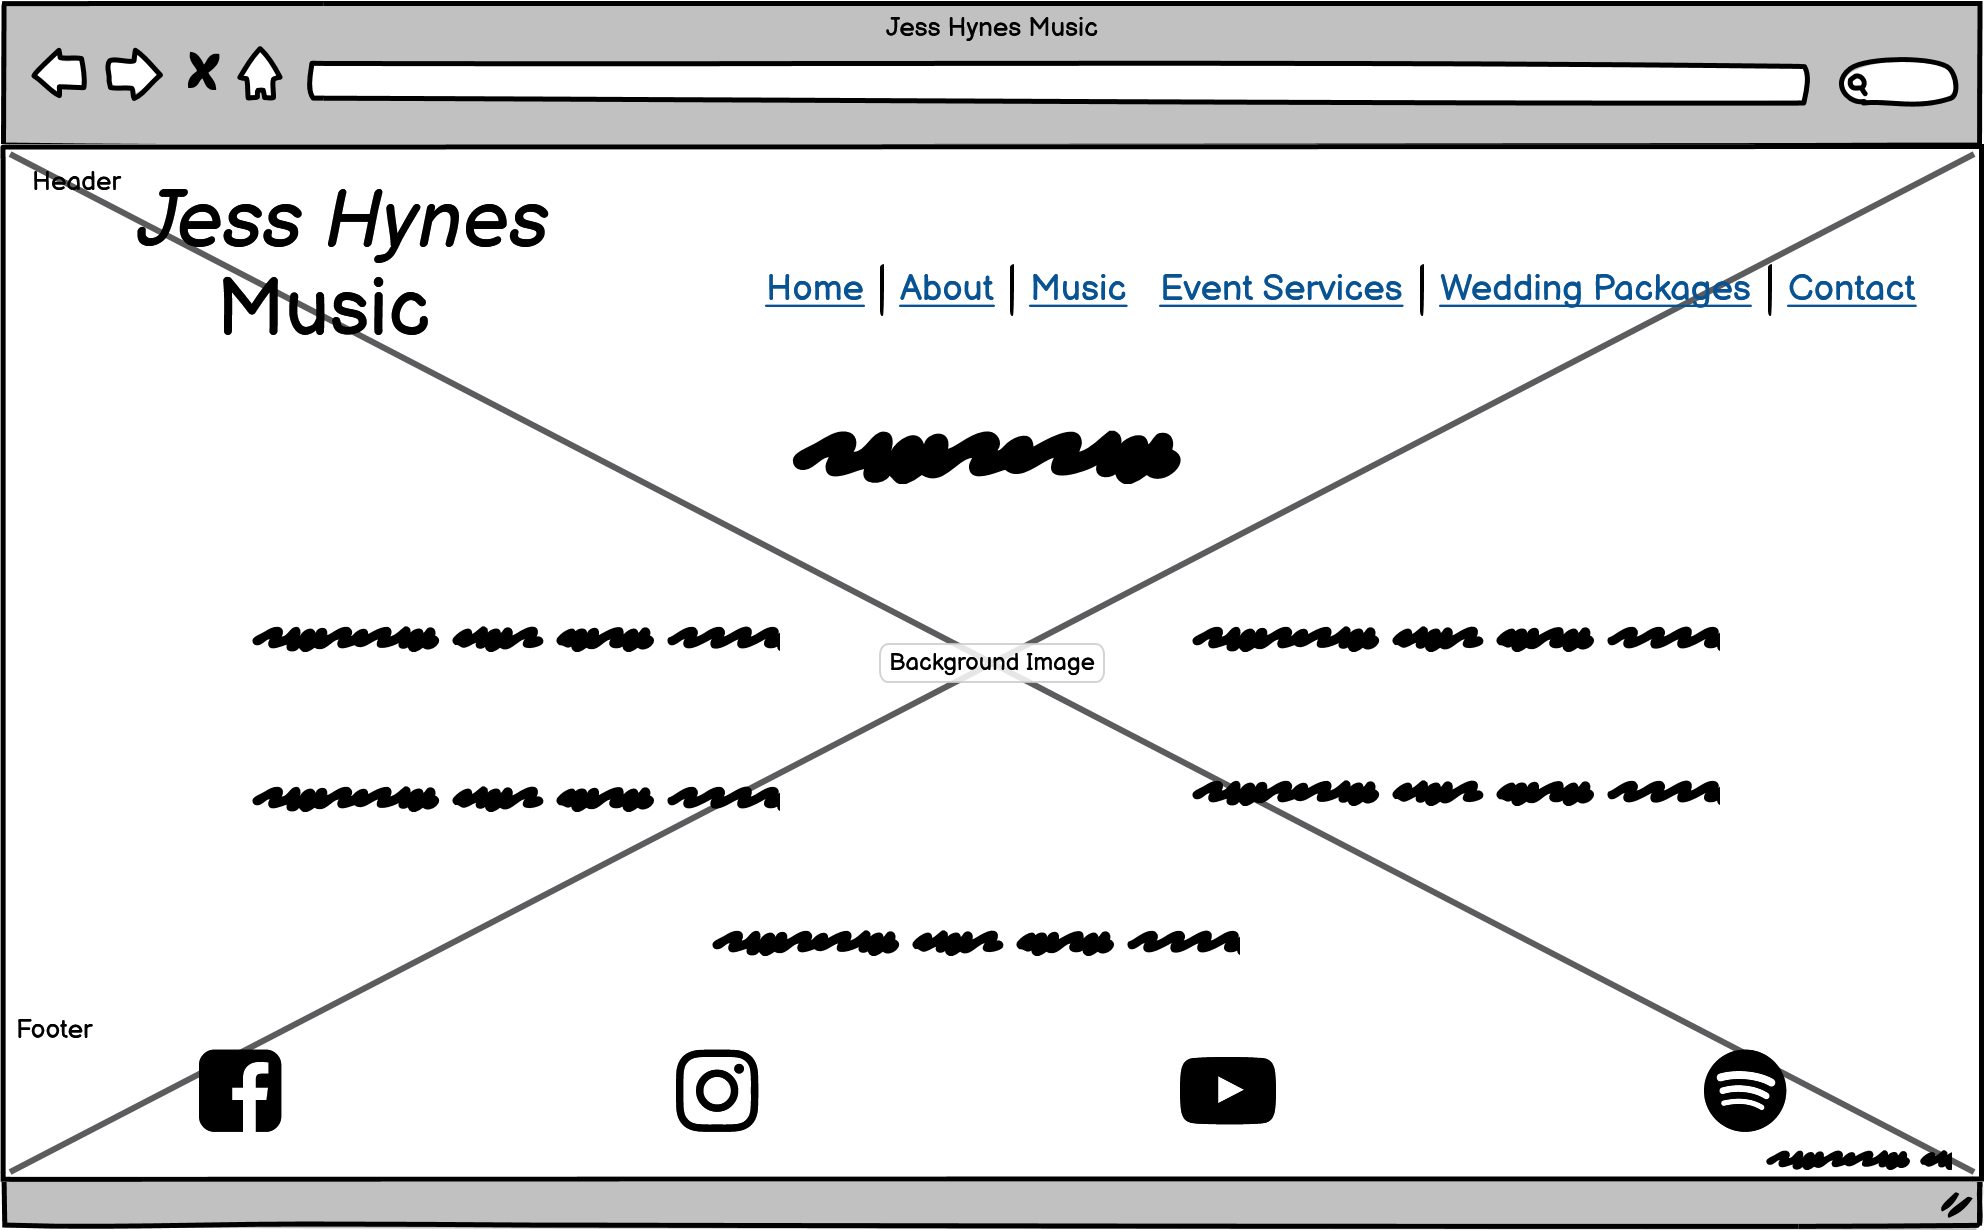 Jess Hynes Music
Header
Jess Hynes
Music
Home | About | Music Event Services | Wedding Packages | Contact
Background Image
Footer